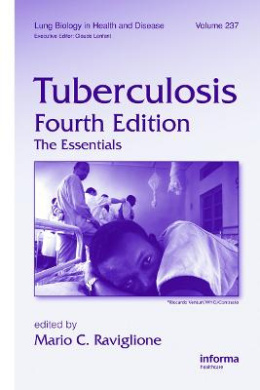 Lung Biology in Health and Disease Volume 237
Executive Editor: Claude Lenfant
Tuberculosis
Fourth Edition
The Essentials
edited by
Mario C. Raviglione
informa
healthcare